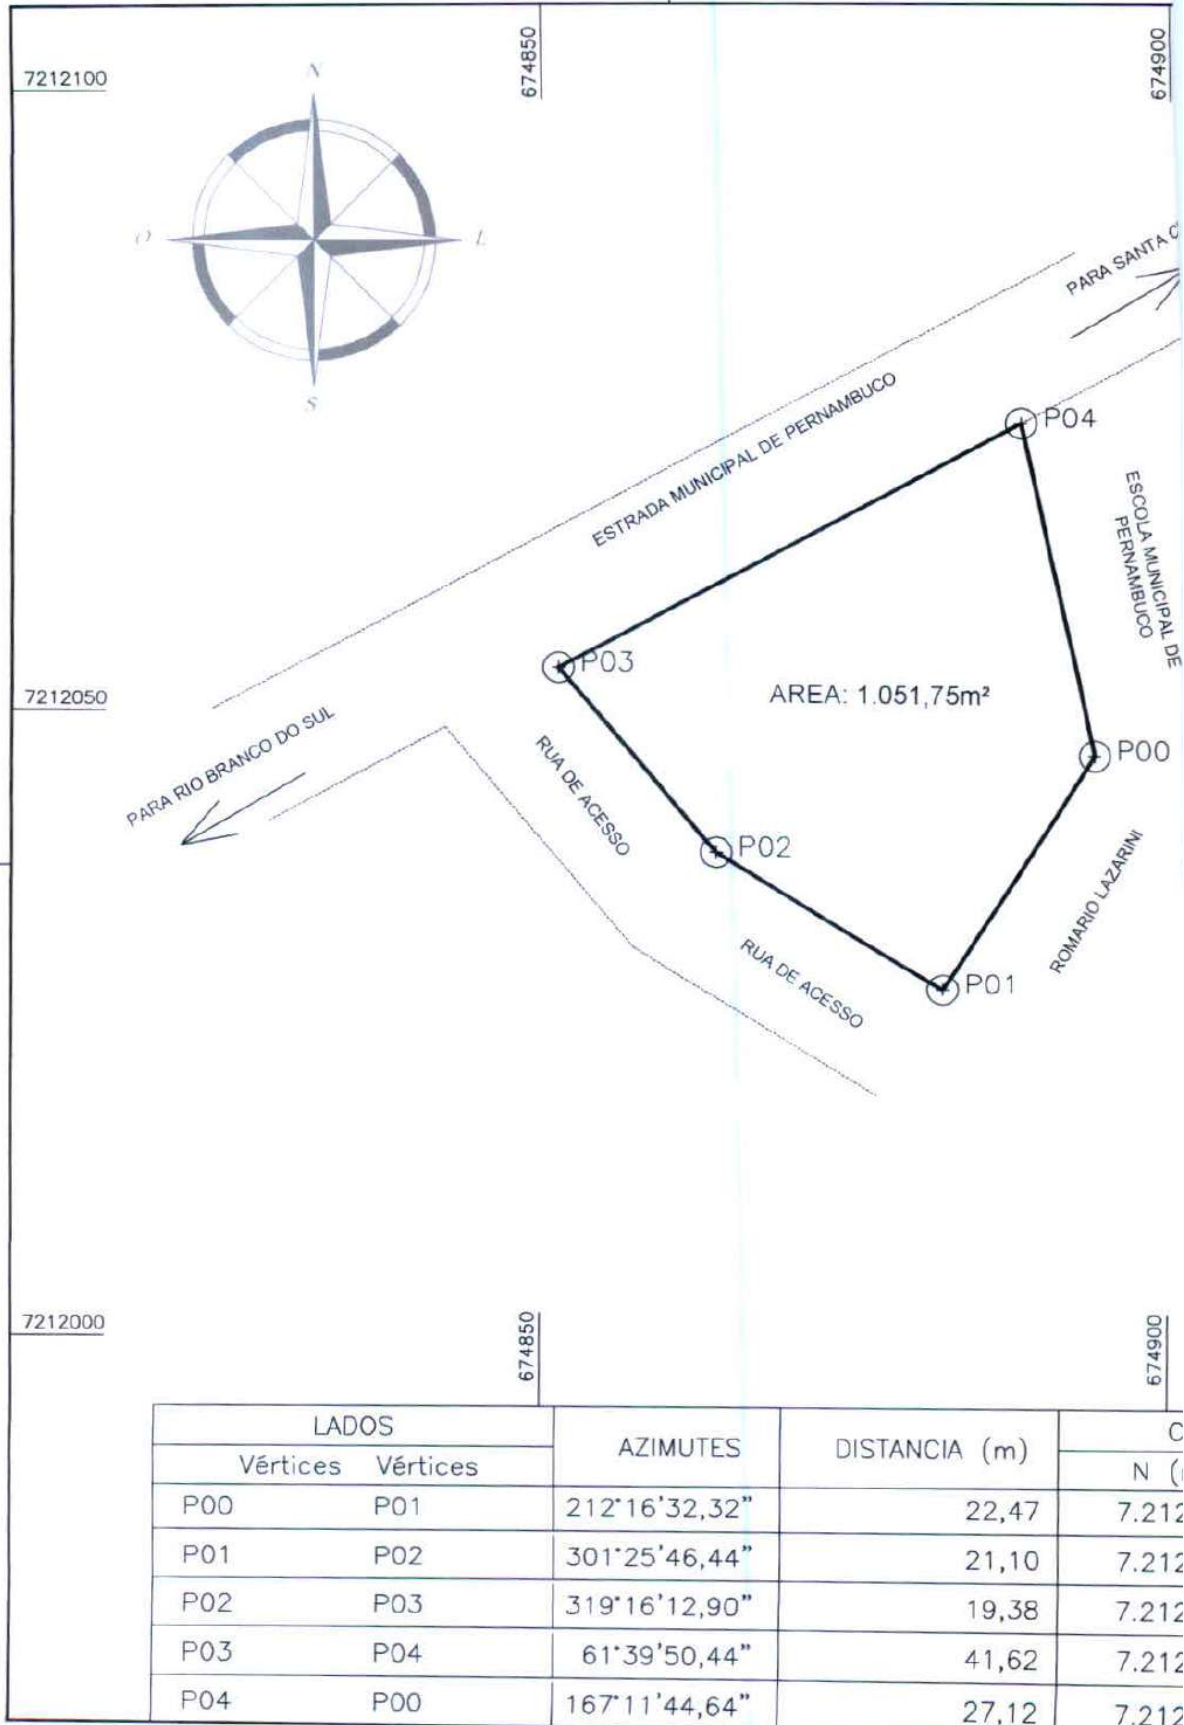 674850
674900
7212100
N
O
L
S
PARA SANTA
ESTRADA MUNICIPAL DE PERNAMBUCO
P04
ESCOLA MUNICIPAL DE
PERNAMBUCO
P03
7212050
AREA: 1.051,75m²
PARA RIO BRANCO DO SUL
RUA DE ACESSO
P00
P02
ROMARIO LAZARINI
RUA DE ACESSO
P01
7212000
674850
674900
LADOS AZIMUTES DISTANCIA (m) C
Vértices Vértices N (
P00 P01 212°16'32,32" 22,47 7.212
P01 P02 301°25'46,44" 21,10 7.212
P02 P03 319°16'12,90" 19,38 7.212
P03 P04 61°39'50,44" 41,62 7.212
P04 P00 167°11'44,64" 27,12 7.212